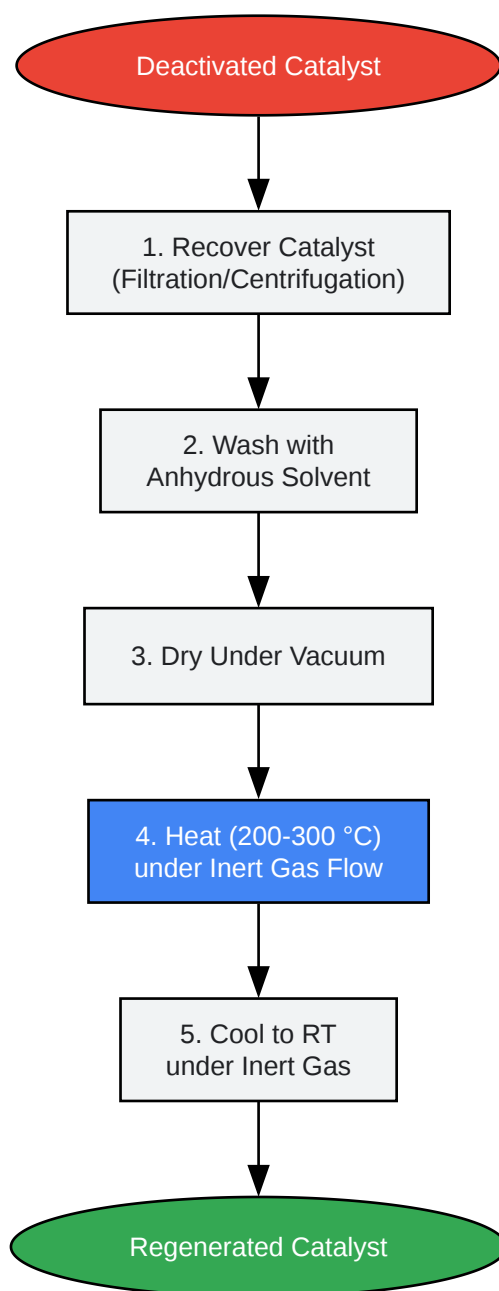 Deactivated Catalyst
1. Recover Catalyst
(Filtration/Centrifugation)
2. Wash with
Anhydrous Solvent
3. Dry Under Vacuum
4. Heat (200-300 °C)
under Inert Gas Flow
5. Cool to RT
under Inert Gas
Regenerated Catalyst